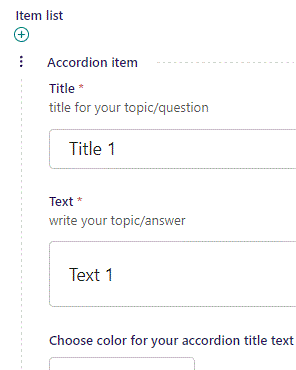 Item list
Accordion item
Title *
title for your topic/question
Title 1
Text *
write your topic/answer
Text 1
Choose color for your accordion title text